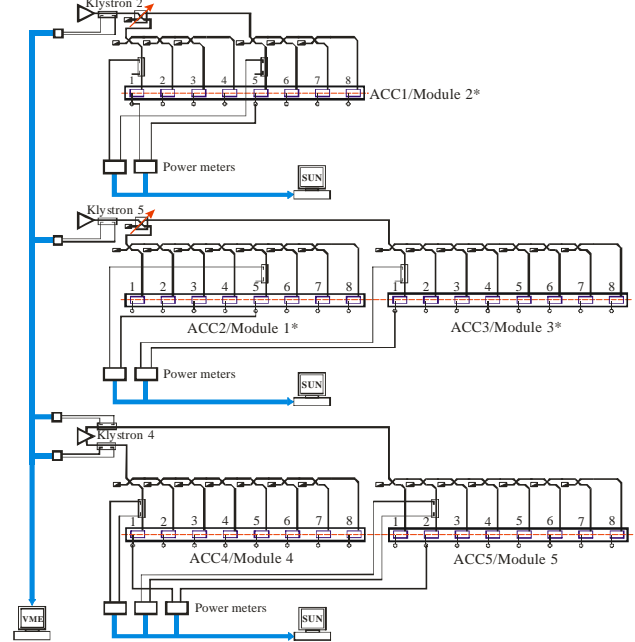 Klystron 2
1 2 3 4 5 6 7 8
ACC1/Module 2*
Power meters
SUN
Klystron 5
1 2 3 4 5 6 7 8
1 2 3 4 5 6 7 8
ACC2/Module 1*
ACC3/Module 3*
Power meters
SUN
Klystron 4
1 2 3 4 5 6 7 8
1 2 3 4 5 6 7 8
ACC4/Module 4
ACC5/Module 5
Power meters
VME
SUN